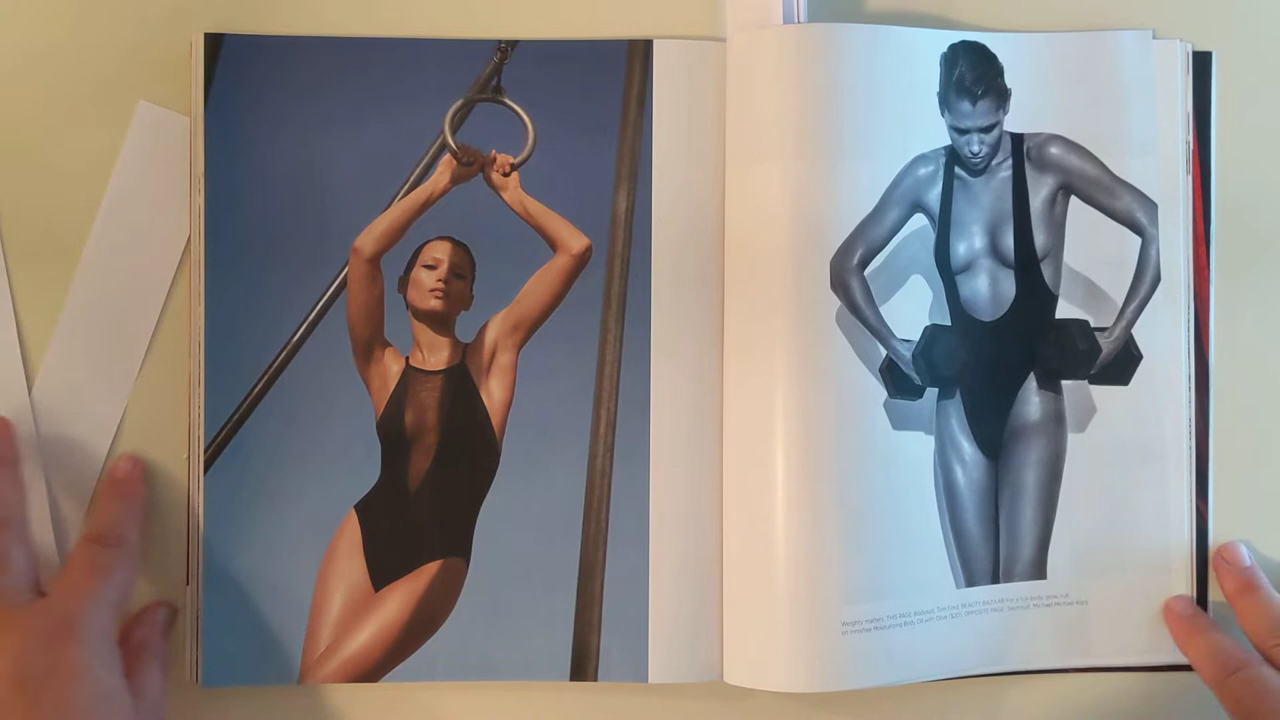 Weighty matters. THIS PAGE: Bodysuit, Tom Ford. BEAUTY BAZAAR For a full-body glow, rub
on Innisfree Moisturizing Body Oil with Olive ($20). OPPOSITE PAGE: Swimsuit, Michael Michael Kors.